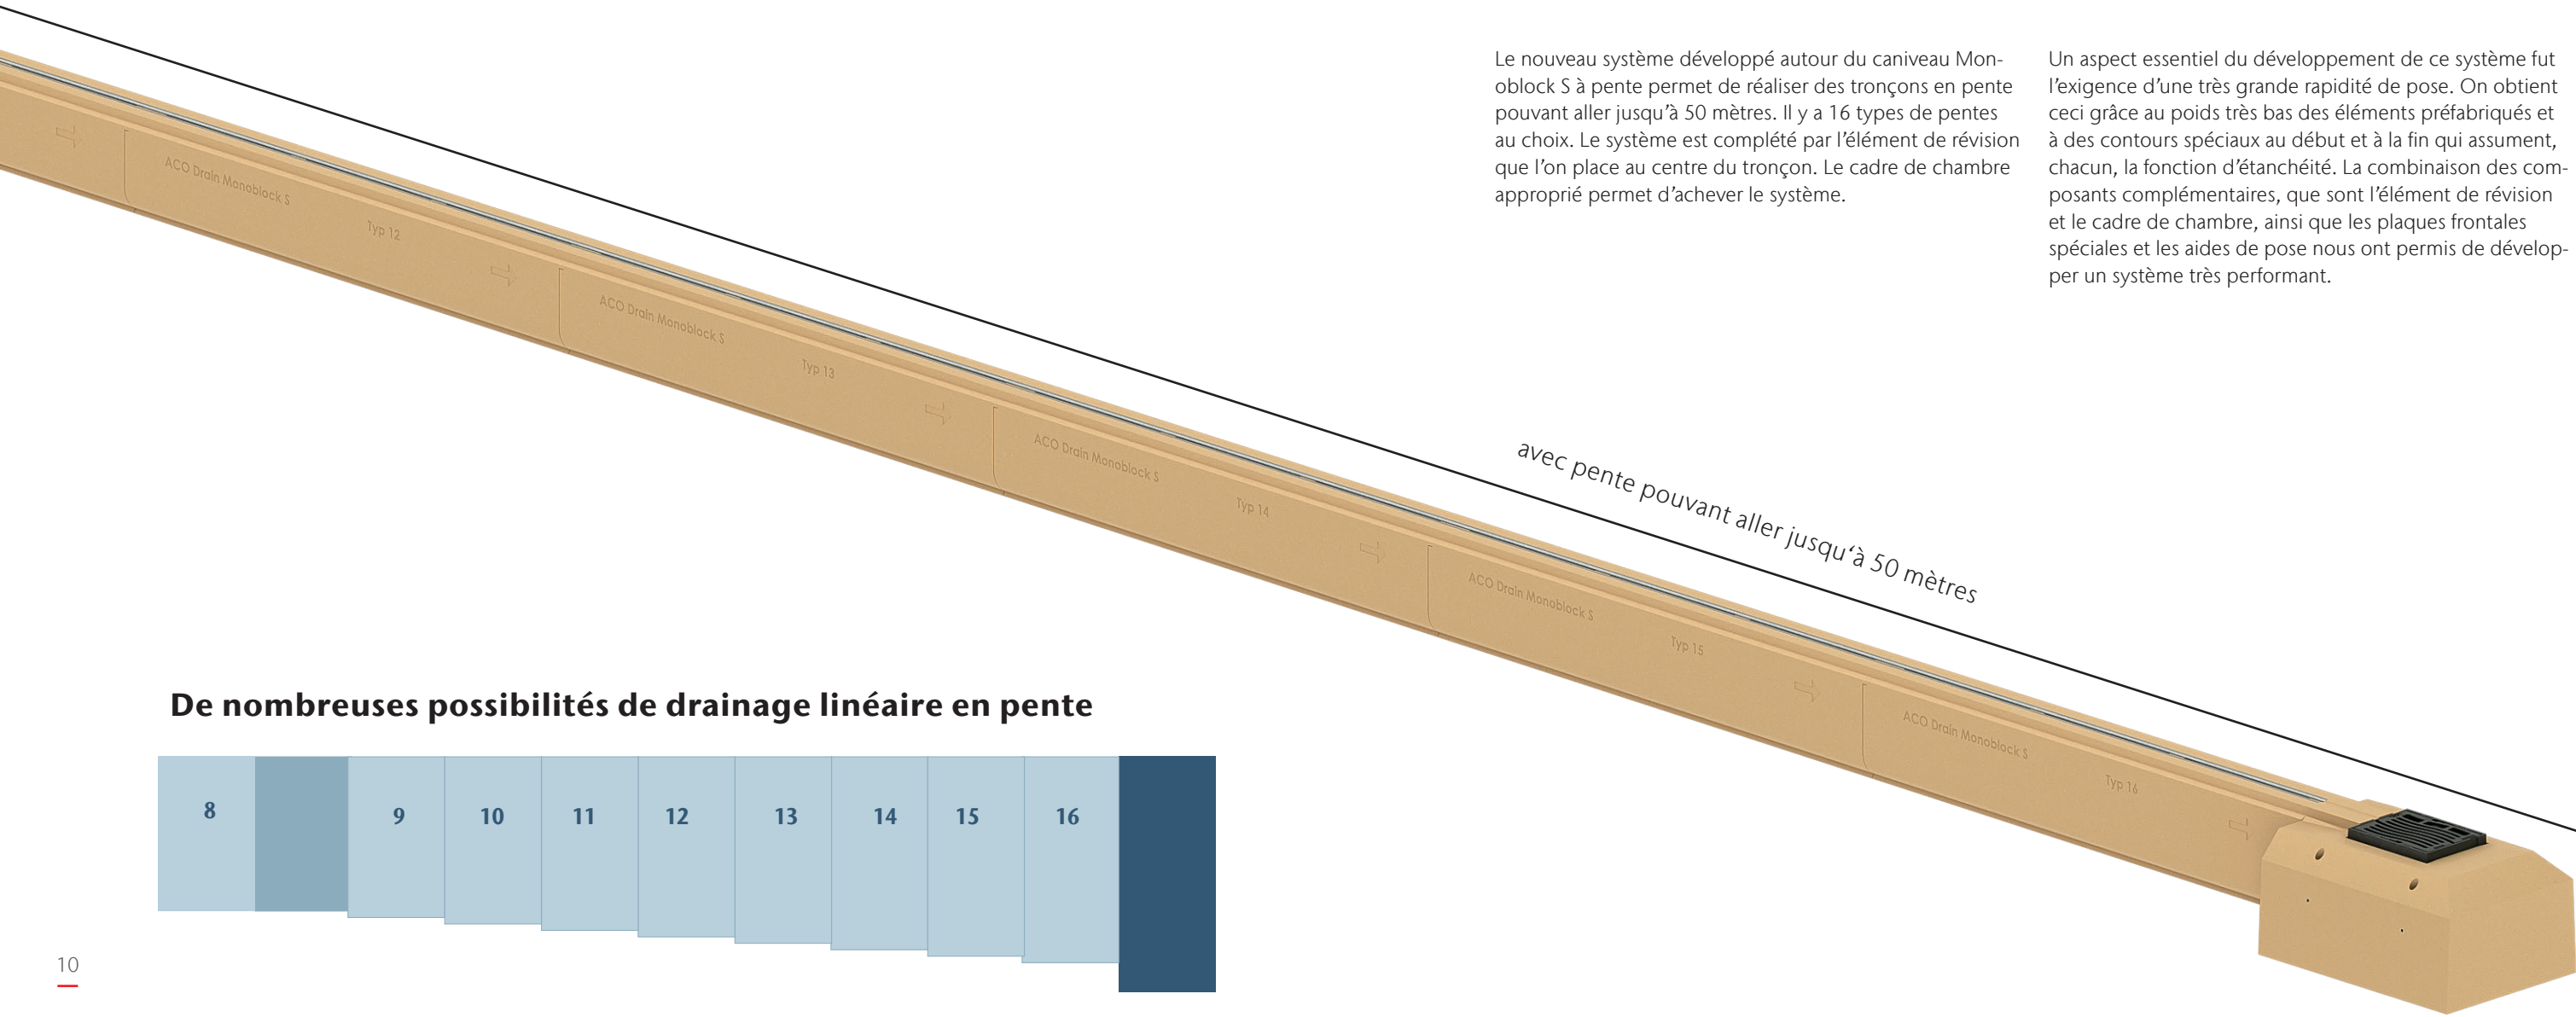 Le nouveau système développé autour du caniveau Mon-
oblock S à pente permet de réaliser des tronçons en pente
pouvant aller jusqu’à 50 mètres. Il y a 16 types de pentes
au choix. Le système est complété par l’élément de révision
que l’on place au centre du tronçon. Le cadre de chambre
approprié permet d’achever le système.
Un aspect essentiel du développement de ce système fut
l’exigence d’une très grande rapidité de pose. On obtient
ceci grâce au poids très bas des éléments préfabriqués et
à des contours spéciaux au début et à la fin qui assument,
chacun, la fonction d’étanchéité. La combinaison des com-
posants complémentaires, que sont l’élément de révision
et le cadre de chambre, ainsi que les plaques frontales
spéciales et les aides de pose nous ont permis de dévelop-
per un système très performant.
ACO Drain Monoblock S
Typ 12
ACO Drain Monoblock S
Typ 13
ACO Drain Monoblock S
Typ 14
ACO Drain Monoblock S
Typ 15
ACO Drain Monoblock S
Typ 16
avec pente pouvant aller jusqu‘à 50 mètres
De nombreuses possibilités de drainage linéaire en pente
8
9
10
11
12
13
14
15
16
10